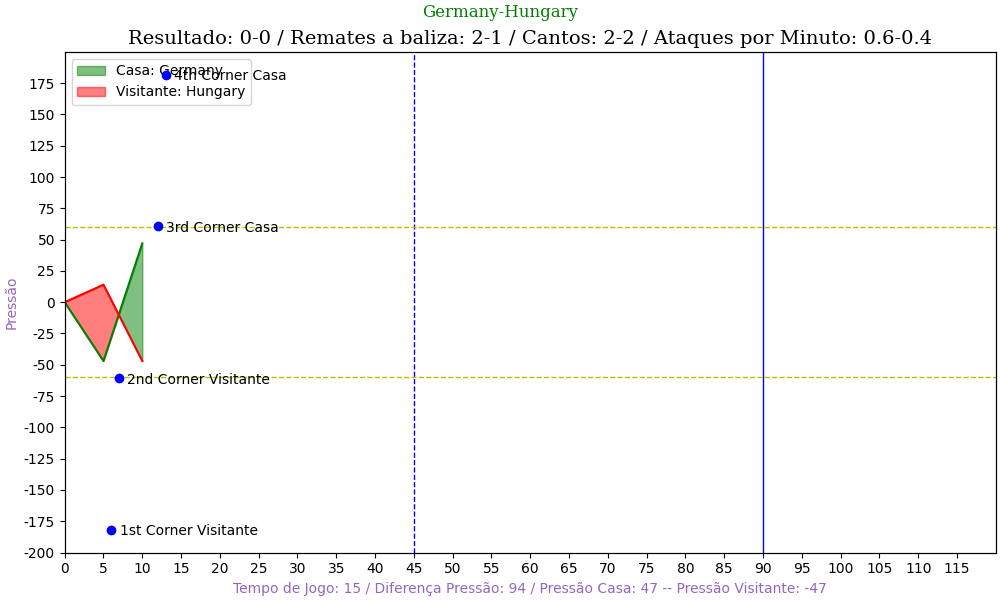 Germany-Hungary
Resultado: 0-0 / Remates a baliza: 2-1 / Cantos: 2-2 / Ataques por Minuto: 0.6-0.4
Casa: Germany
4th Corner Casa
Visitante: Hungary
3rd Corner Casa
2nd Corner Visitante
1st Corner Visitante
Pressão
175
150
125
100
75
50
25
0
-25
-50
-75
-100
-125
-150
-175
-200
0 5 10 15 20 25 30 35 40 45 50 55 60 65 70 75 80 85 90 95 100 105 110 115
Tempo de Jogo: 15 / Diferença Pressão: 94 / Pressão Casa: 47 -- Pressão Visitante: -47